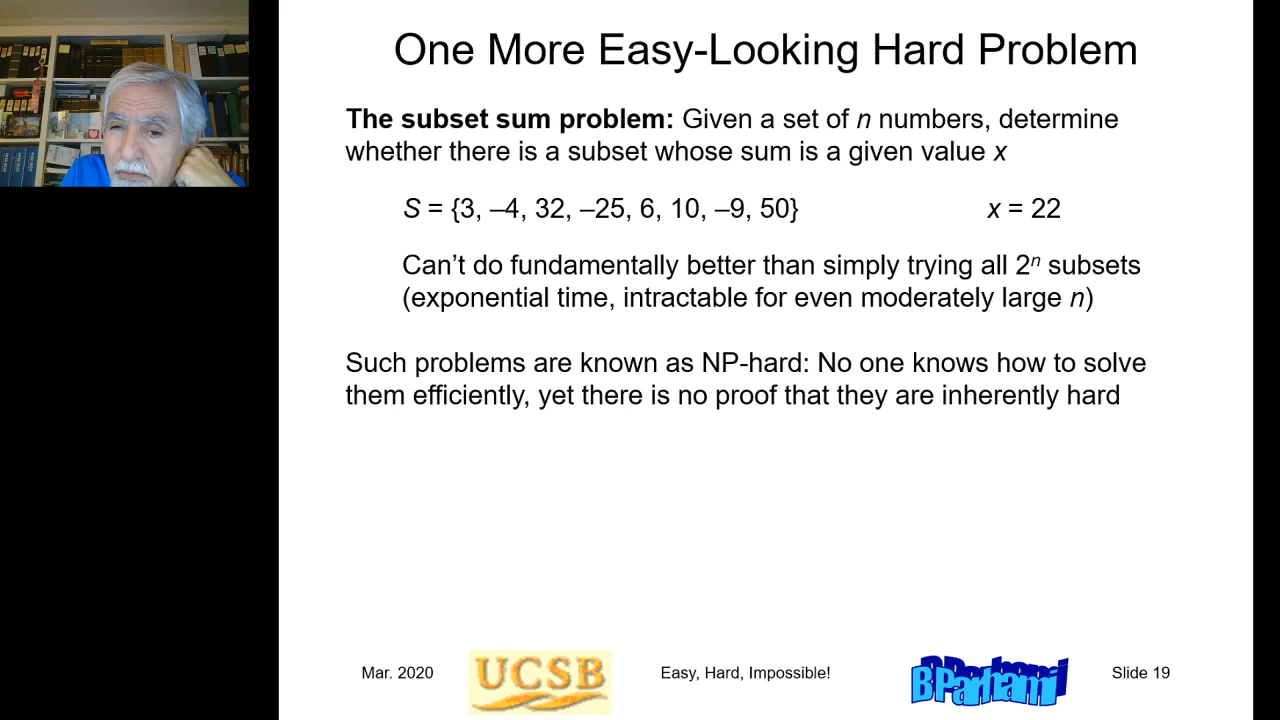 One More Easy-Looking Hard Problem
The subset sum problem: Given a set of n numbers, determine
whether there is a subset whose sum is a given value x
S = {3, –4, 32, –25, 6, 10, –9, 50} x = 22
Can’t do fundamentally better than simply trying all 2ⁿ subsets
(exponential time, intractable for even moderately large n)
Such problems are known as NP-hard: No one knows how to solve
them efficiently, yet there is no proof that they are inherently hard
Mar. 2020 UCSB Easy, Hard, Impossible! BParhami Slide 19